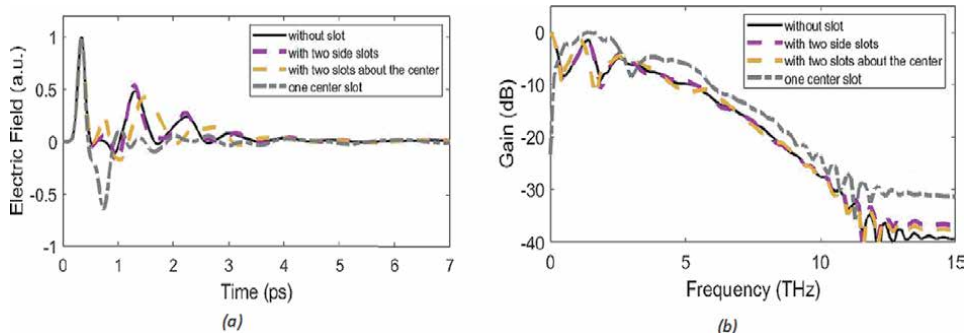 1
0.5
0
-0.5
-1
Electric Field (a.u.)
without slot
with two side slots
with two slots about the center
one center slot
0 1 2 3 4 5 6 7
Time (ps)
(a)
0
-10
-20
-30
-40
Gain (dB)
without slot
with two side slots
with two slots about the center
one center slot
0 5 10 15
Frequency (THz)
(b)